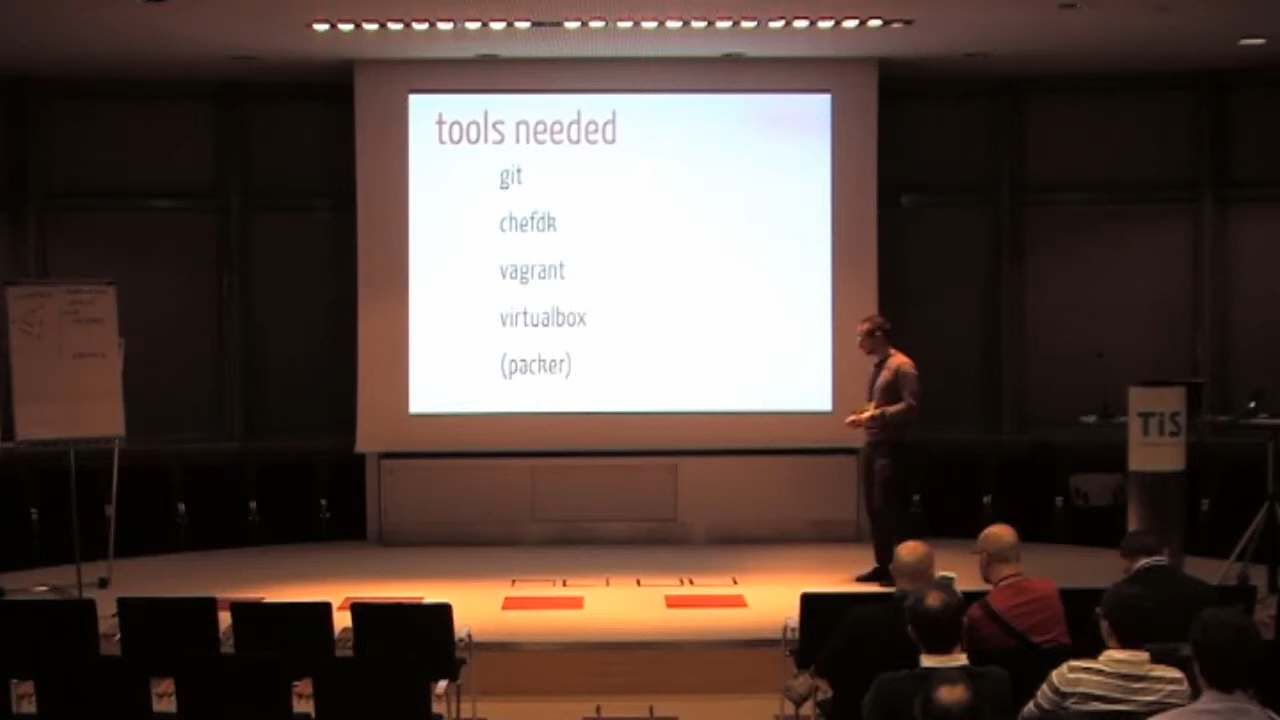 tools needed
git
chefdk
vagrant
virtualbox
(packer)
TiS